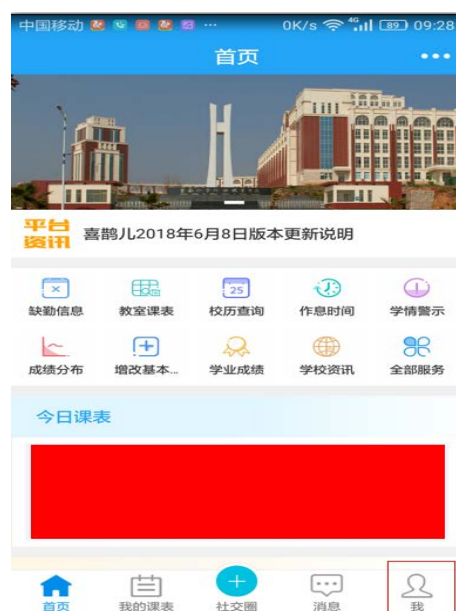 中国移动 ... 0K/s 4G 89 09:28
首页
平台
资讯
喜鹊儿2018年6月8日版本更新说明
缺勤信息 教室课表 校历查询 作息时间 学情警示
25
成绩分布 增改基本... 学业成绩 学校资讯 全部服务
今日课表
首页 我的课表 社交圈 消息 我